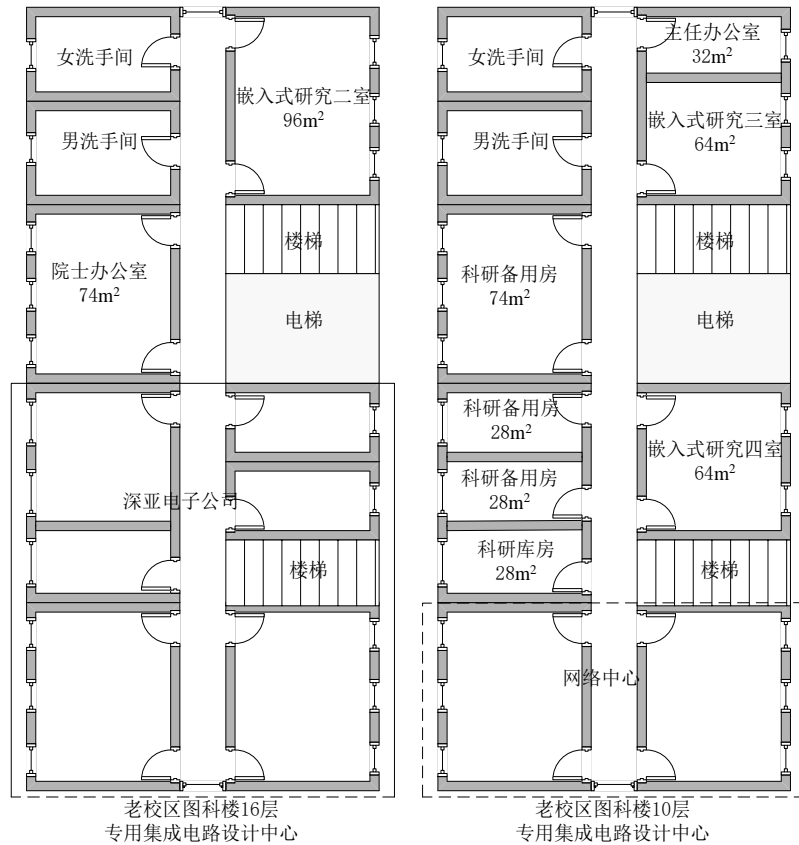 女洗手间
嵌入式研究二室
96m²
男洗手间
楼梯
院士办公室
74m²
电梯
深亚电子公司
楼梯
老校区图科楼16层
专用集成电路设计中心
女洗手间
主任办公室
32m²
嵌入式研究三室
64m²
男洗手间
楼梯
科研备用房
74m²
电梯
科研备用房
28m²
嵌入式研究四室
64m²
科研备用房
28m²
科研库房
28m²
楼梯
网络中心
老校区图科楼10层
专用集成电路设计中心